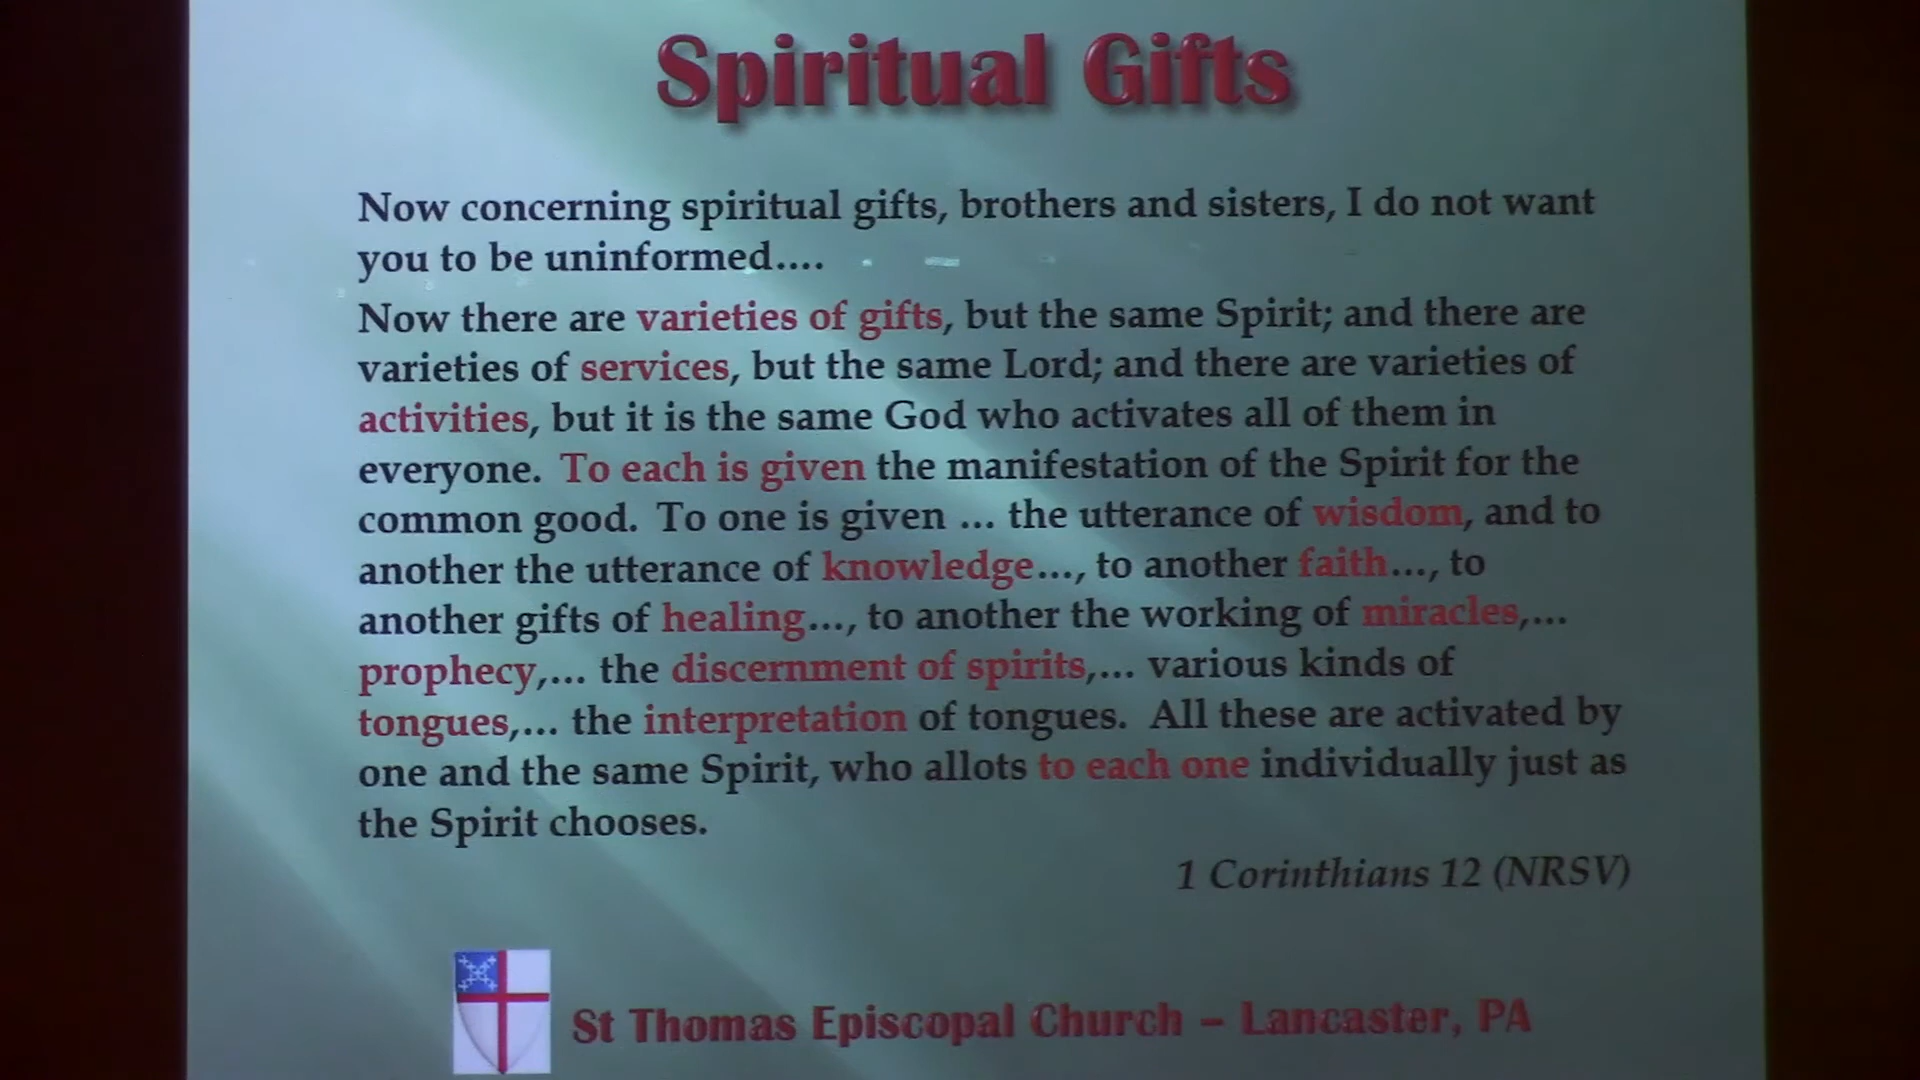 Spiritual Gifts
Now concerning spiritual gifts, brothers and sisters, I do not want
you to be uninformed....
Now there are varieties of gifts, but the same Spirit; and there are
varieties of services, but the same Lord; and there are varieties of
activities, but it is the same God who activates all of them in
everyone. To each is given the manifestation of the Spirit for the
common good. To one is given ... the utterance of wisdom, and to
another the utterance of knowledge..., to another faith..., to
another gifts of healing..., to another the working of miracles,...
prophecy,... the discernment of spirits,... various kinds of
tongues,... the interpretation of tongues. All these are activated by
one and the same Spirit, who allots to each one individually just as
the Spirit chooses.
1 Corinthians 12 (NRSV)
St Thomas Episcopal Church – Lancaster, PA